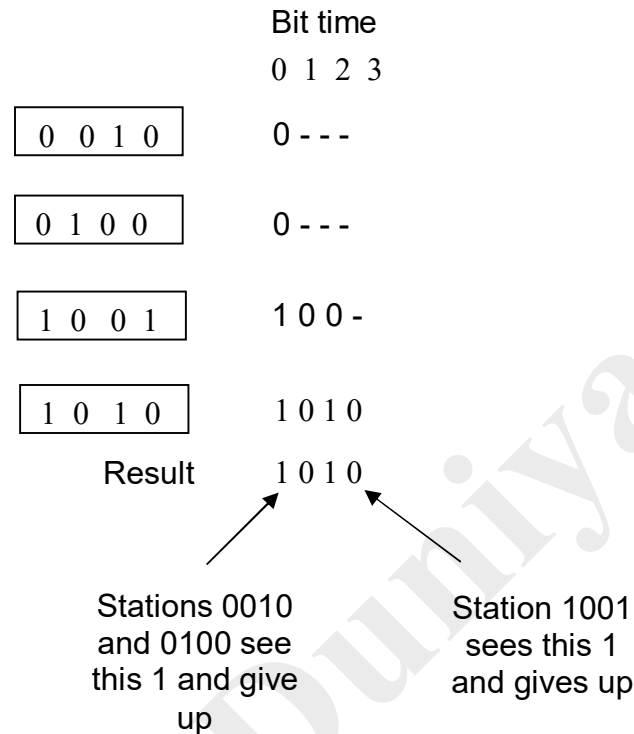 Bit time
0 1 2 3
0 0 1 0 0 - - -
0 1 0 0 0 - - -
1 0 0 1 1 0 0 -
1 0 1 0 1 0 1 0
Result 1 0 1 0
Stations 0010
and 0100 see
this 1 and give
up
Station 1001
sees this 1
and gives up
Duniya